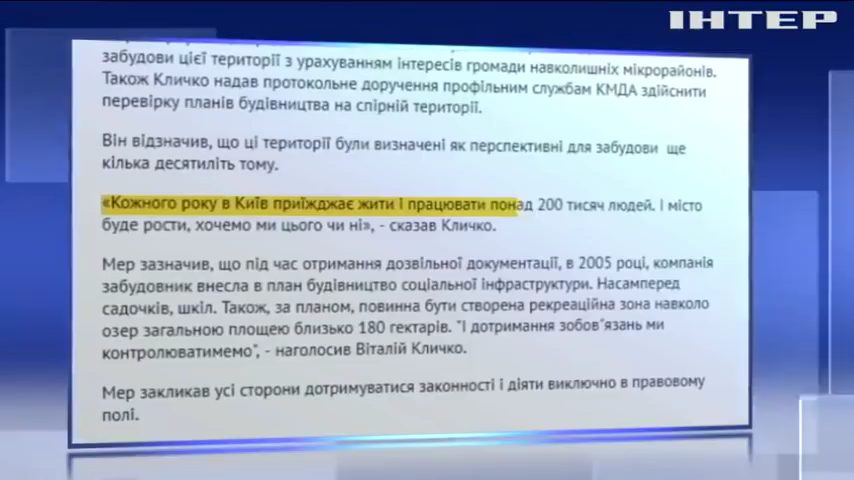 ІНТЕР
забудови цієї території з урахуванням інтересів громади навколишніх мікрорайонів.
Також Кличко надав протокольне доручення профільним службам КМДА здійснити
перевірку планів будівництва на спірній території.
Він відзначив, що ці території були визначені як перспективні для забудови ще
кілька десятиліть тому.
«Кожного року в Київ приїжджає жити і працювати понад 200 тисяч людей. І місто
буде рости, хочемо ми цього чи ні», - сказав Кличко.
Мер зазначив, що під час отримання дозвільної документації, в 2005 році, компанія
забудовник внесла в план будівництво соціальної інфраструктури. Насамперед
садочків, шкіл. Також, за планом, повинна бути створена рекреаційна зона навколо
озер загальною площею близько 180 гектарів. "І дотримання зобов"язань ми
контролюватимемо", - наголосив Віталій Кличко.
Мер закликав усі сторони дотримуватися законності і діяти виключно в правовому
полі.